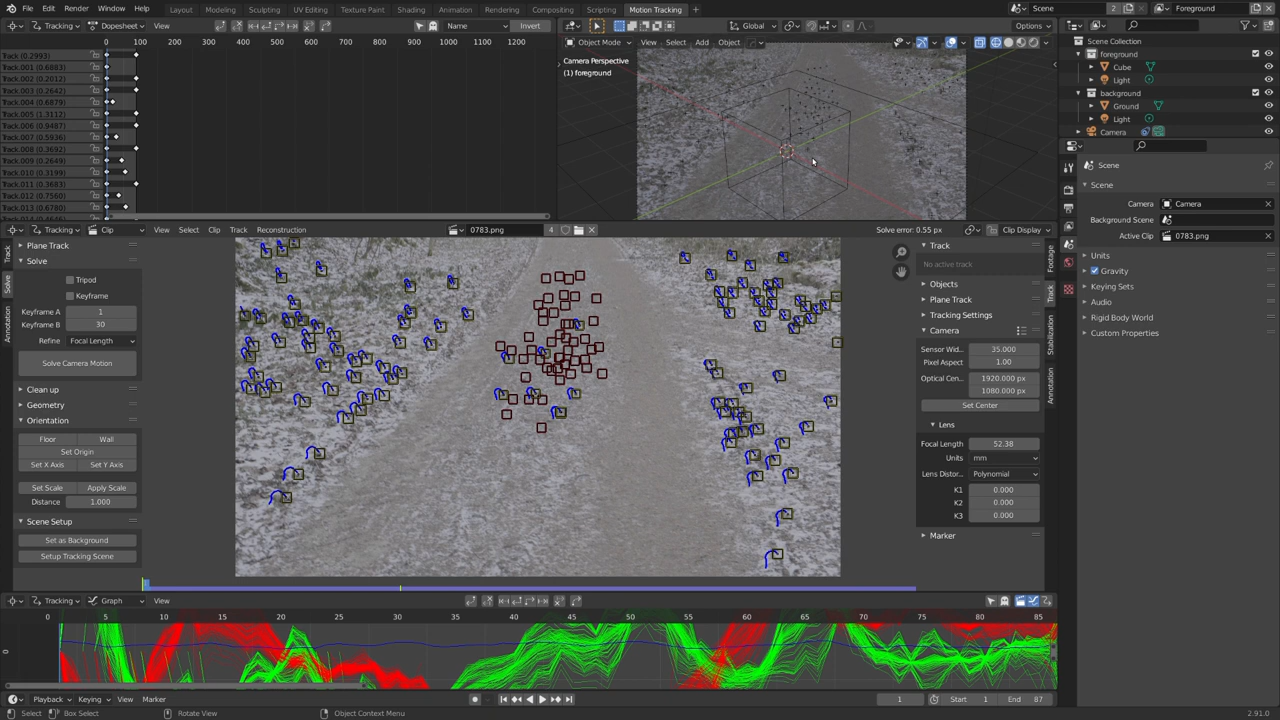 File Edit Render Window Help Layout Modeling Sculpting UV Editing Texture Paint Shading Animation Rendering Compositing Scripting Motion Tracking + Scene 2 Foreground
Tracking Dopesheet View Name Invert Global Options
0 100 200 300 400 500 600 700 800 900 1000 1100 1200
Object Mode View Select Add Object
Camera Perspective
(1) foreground
Track (0.2993)
Track.001 (0.6883)
Track.002 (0.2612)
Track.003 (0.2642)
Track.004 (0.6879)
Track.005 (1.3112)
Track.006 (0.9487)
Track.007 (0.5936)
Track.008 (0.3692)
Track.009 (0.2649)
Track.010 (0.3199)
Track.011 (0.3683)
Track.012 (0.7560)
Track.013 (0.6780)
Scene Collection
foreground
Cube
Light
background
Ground
Light
Camera
Scene
Scene
Camera Camera
Background Scene
Active Clip 0783.png
Units
Gravity
Keying Sets
Audio
Rigid Body World
Custom Properties
Tracking Clip View Select Clip Track Reconstruction 0783.png 4 Solve error: 0.55 px Clip Display
Track
Solve
Annotation
Plane Track
Solve
Tripod
Keyframe
Keyframe A 1
Keyframe B 30
Refine Focal Length
Solve Camera Motion
Clean up
Geometry
Orientation
Floor Wall
Set Origin
Set X Axis Set Y Axis
Set Scale Apply Scale
Distance 1.000
Scene Setup
Set as Background
Setup Tracking Scene
Track
No active track
Objects
Plane Track
Tracking Settings
Camera
Sensor Wid... 35.000
Pixel Aspect 1.00
Optical Cen... 1920.000 px
1080.000 px
Set Center
Lens
Focal Length 52.38
Units mm
Lens Distor... Polynomial
K1 0.000
K2 0.000
K3 0.000
Marker
Footage
Track
Stabilization
Annotation
Tracking Graph View
0 5 10 15 20 25 30 35 40 45 50 55 60 65 70 75 80 85
0
Playback Keying View Marker 1 Start 1 End 87
Select Box Select Rotate View Object Context Menu 2.91.0